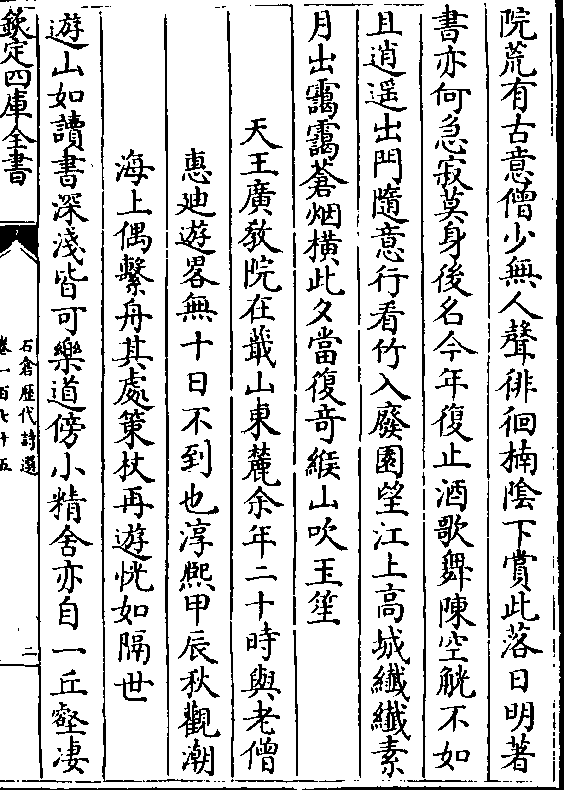 院荒有古意僧少無人聲徘徊楠陰下賞此落日明著
書亦何急寂莫身後名今年復止酒歌舞陳空觥不如
且逍遥出門隨意行看竹入廢園望江上高城纖纖素
月出靄靄蒼烟橫此夂當復竒緱山吹玉笙
天王廣教院在蕺山東麓余年二十時與老僧
惠廸遊畧無十日不到也淳熈甲辰秋觀潮
海上偶繫舟其處策杖再遊恍如隔世
遊山如讀書深淺皆可樂道傍小精舍亦自一丘壑淒
欽定四庫全書
石倉歴代詩選
卷一百七十五
二